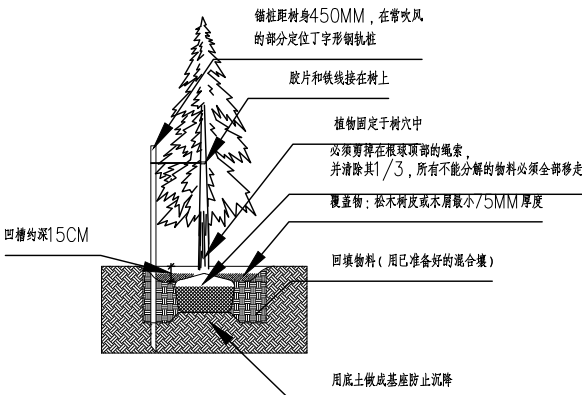 锚桩距树身450MM，在常吹风
的部分定位丁字形钢轨桩
胶片和铁线接在树上
植物固定于树穴中
必须剪掉在根球顶部的绳索，
并清除其1/3，所有不能分解的物料必须全部移走
覆盖物：松木树皮或木屑最小75MM厚度
凹槽约深15CM
回填物料（用已准备好的混合壤）
用底土做成基座防止沉降